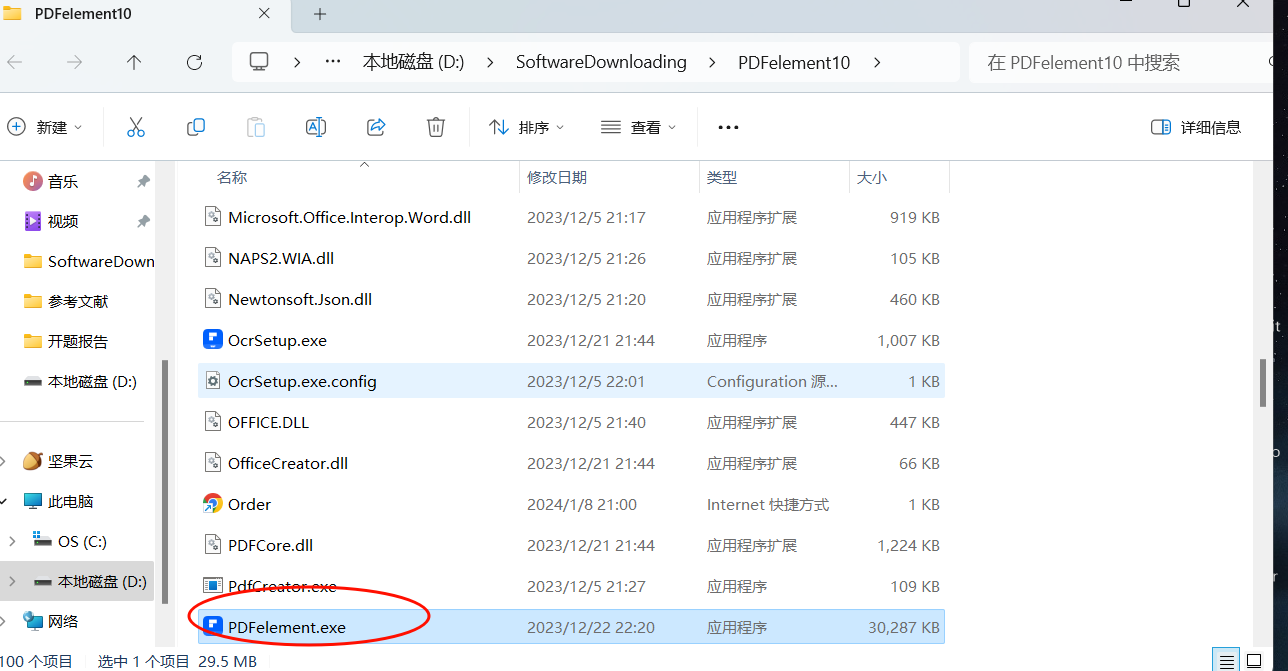 PDFelement10
本地磁盘 (D:) SoftwareDownloading PDFelement10 在 PDFelement10 中搜索
新建 排序 查看 详细信息
名称 修改日期 类型 大小
音乐
视频
SoftwareDown
参考文献
开题报告
本地磁盘 (D:)
坚果云
此电脑
OS (C:)
本地磁盘 (D:)
网络
Microsoft.Office.Interop.Word.dll 2023/12/5 21:17 应用程序扩展 919 KB
NAPS2.WIA.dll 2023/12/5 21:26 应用程序扩展 105 KB
Newtonsoft.Json.dll 2023/12/5 21:20 应用程序扩展 460 KB
OcrSetup.exe 2023/12/21 21:44 应用程序 1,007 KB
OcrSetup.exe.config 2023/12/5 22:01 Configuration 源... 1 KB
OFFICE.DLL 2023/12/5 21:40 应用程序扩展 447 KB
OfficeCreator.dll 2023/12/21 21:44 应用程序扩展 66 KB
Order 2024/1/8 21:00 Internet 快捷方式 1 KB
PDFCore.dll 2023/12/21 21:44 应用程序扩展 1,224 KB
PdfCreator.exe 2023/12/5 21:27 应用程序 109 KB
PDFelement.exe 2023/12/22 22:20 应用程序 30,287 KB
100 个项目 选中 1 个项目 29.5 MB